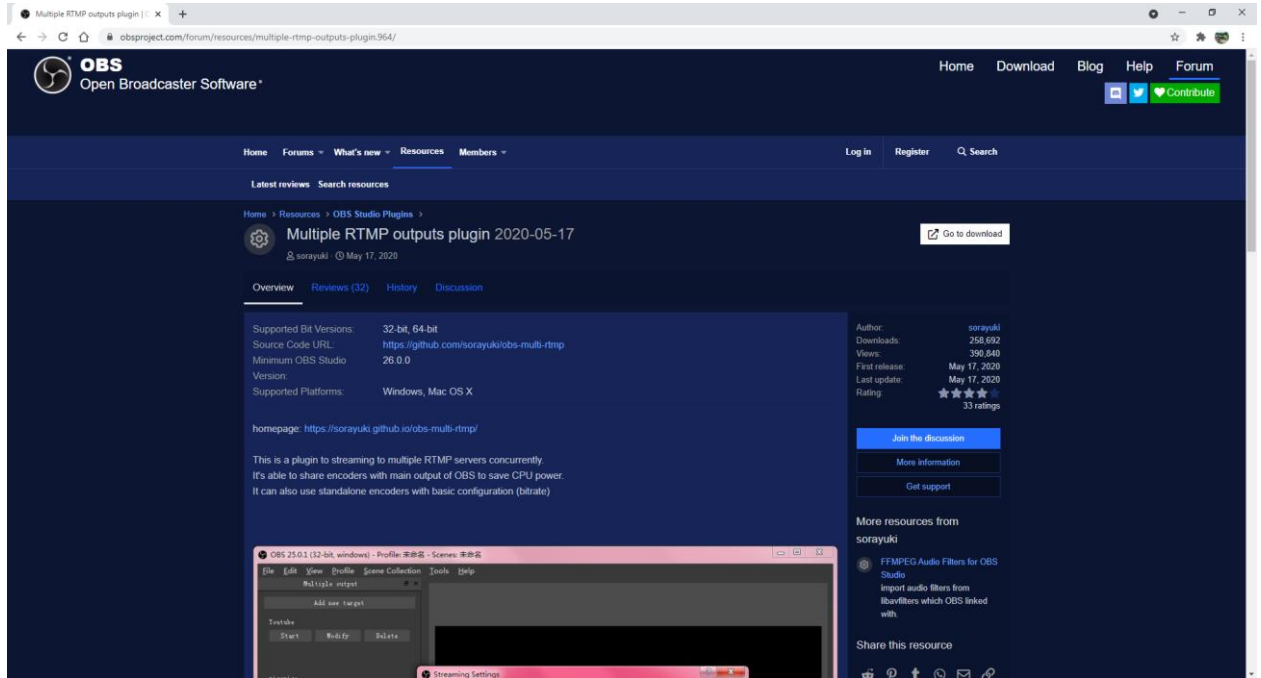 Multiple RTMP outputs plugin |
obsproject.com/forum/resources/multiple-rtmp-outputs-plugin.964/
OBS
Open Broadcaster Software
Home Download Blog Help Forum
Contribute
Home Forums What's new Resources Members Log in Register Search
Latest reviews Search resources
Home > Resources > OBS Studio Plugins >
Multiple RTMP outputs plugin 2020-05-17
Go to download
sorayuki · May 17, 2020
Overview Reviews (32) History Discussion
Supported Bit Versions: 32-bit, 64-bit
Source Code URL: https://github.com/sorayuki/obs-multi-rtmp
Minimum OBS Studio 26.0.0
Version:
Supported Platforms: Windows, Mac OS X
homepage: https://sorayuki.github.io/obs-multi-rtmp/
This is a plugin to streaming to multiple RTMP servers concurrently.
It's able to share encoders with main output of OBS to save CPU power.
It can also use standalone encoders with basic configuration (bitrate)
OBS 25.0.1 (32-bit, windows) - Profile: 未命名 - Scenes: 未命名
File Edit View Profile Scene Collection Tools Help
Multiple output
Add new target
Youtube
Start Modify Delete
Streaming Settings
Author: sorayuki
Downloads: 258,692
Views: 390,840
First release: May 17, 2020
Last update: May 17, 2020
Rating:
33 ratings
Join the discussion
More information
Get support
More resources from
sorayuki
FFMPEG Audio Filters for OBS
Studio
import audio filters from
libavfilters which OBS linked
with.
Share this resource